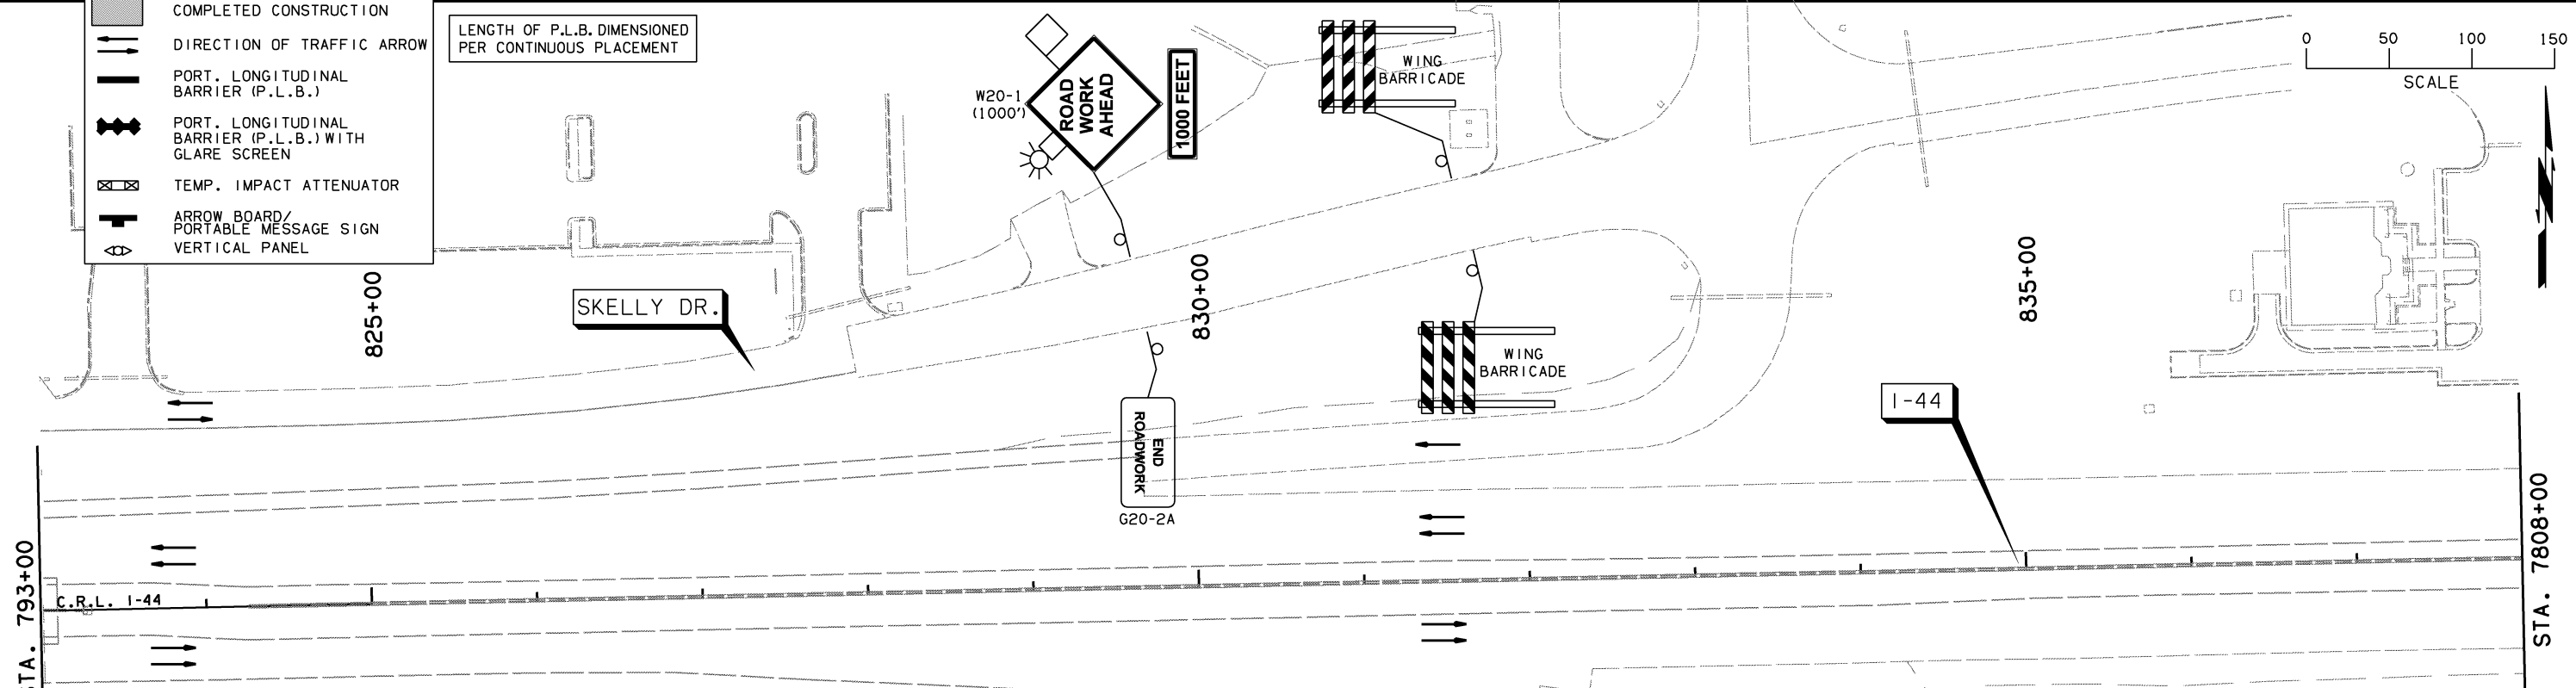 COMPLETED CONSTRUCTION
DIRECTION OF TRAFFIC ARROW
PORT. LONGITUDINAL
BARRIER (P.L.B.)
PORT. LONGITUDINAL
BARRIER (P.L.B.) WITH
GLARE SCREEN
TEMP. IMPACT ATTENUATOR
ARROW BOARD/
PORTABLE MESSAGE SIGN
VERTICAL PANEL
LENGTH OF P.L.B. DIMENSIONED
PER CONTINUOUS PLACEMENT
W20-1
(1000')
ROAD
WORK
AHEAD
1000 FEET
WING
BARRICADE
0 50 100 150
SCALE
825+00
SKELLY DR.
830+00
835+00
WING
BARRICADE
I-44
END
ROADWORK
G20-2A
C.R.L. I-44
STA. 793+00
STA. 7808+00